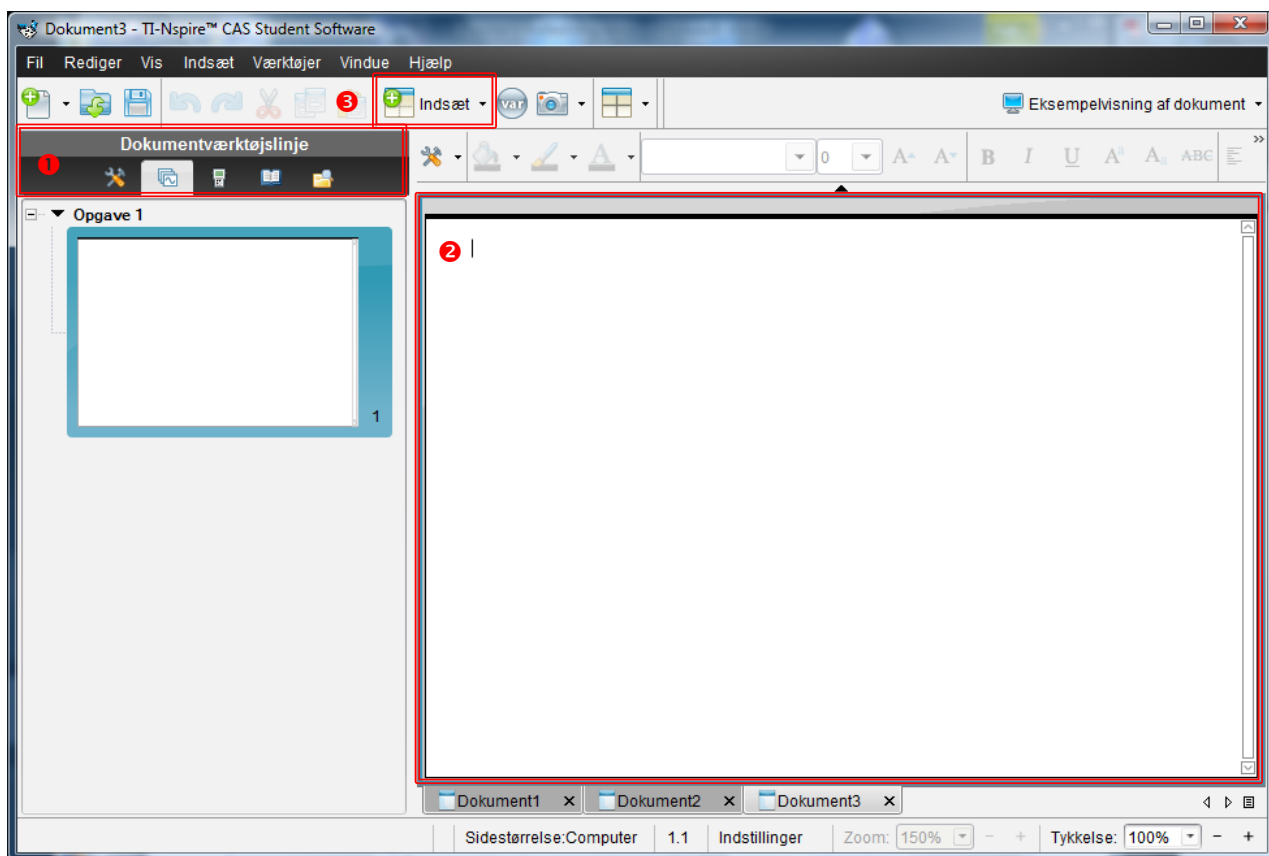 Dokument3 - TI-Nspire™ CAS Student Software
Fil Rediger Vis Indsæt Værktøjer Vindue Hjælp
3 Indsæt var Eksempelvisning af dokument
Dokumentværktøjslinje
1
0 A A B I U Aª Aₐ ABC »
Opgave 1
2
1
Dokument1 x Dokument2 x Dokument3 x
Sidestørrelse:Computer 1.1 Indstillinger Zoom: 150% - + Tykkelse: 100% - +